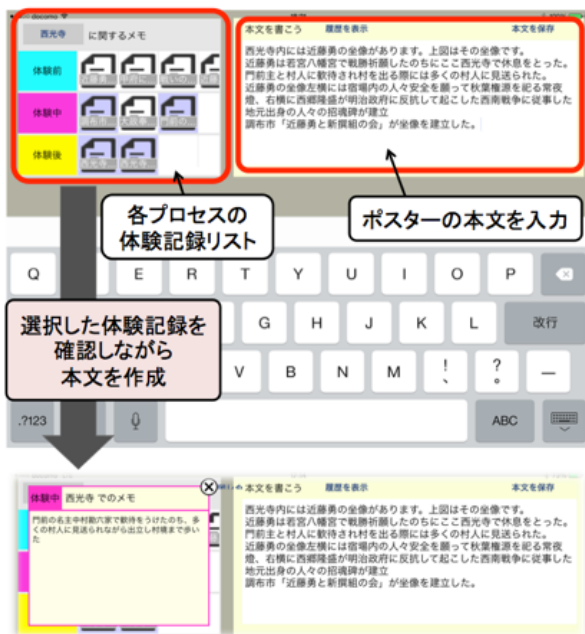 docomo
西光寺 に関するメモ
体験前
体験中
体験後
本文を書こう 履歴を表示 本文を保存
西光寺内には近藤勇の坐像があります。上図はその坐像です。
近藤勇は若宮八幡宮で戦勝祈願したのちにここ西光寺で休息をとった。
門前主と村人に歓待され村を出る際には多くの村人に見送られた。
近藤勇の坐像左横には宿場内の人々安全を願って秋葉権源を祀る常夜
燈、右横に西郷隆盛が明治政府に反抗して起こした西南戦争に従事した
地元出身の人々の招魂碑が建立
調布市「近藤勇と新撰組の会」が坐像を建立した。
各プロセスの
体験記録リスト
ポスターの本文を入力
Q E R T Y U I O P
G H J K L 改行
V B N M ! 、 ? 。 —
.?123 ABC
選択した体験記録を
確認しながら
本文を作成
体験中 西光寺 でのメモ
門前の名主中村勘六家で歓待をうけたのち、多
くの村人に見送られながら出立し村境まで歩い
た
本文を書こう 履歴を表示 本文を保存
西光寺内には近藤勇の坐像があります。上図はその坐像です。
近藤勇は若宮八幡宮で戦勝祈願したのちにここ西光寺で休息をとった。
門前主と村人に歓待され村を出る際には多くの村人に見送られた。
近藤勇の坐像左横には宿場内の人々安全を願って秋葉権源を祀る常夜
燈、右横に西郷隆盛が明治政府に反抗して起こした西南戦争に従事した
地元出身の人々の招魂碑が建立
調布市「近藤勇と新撰組の会」が坐像を建立した。